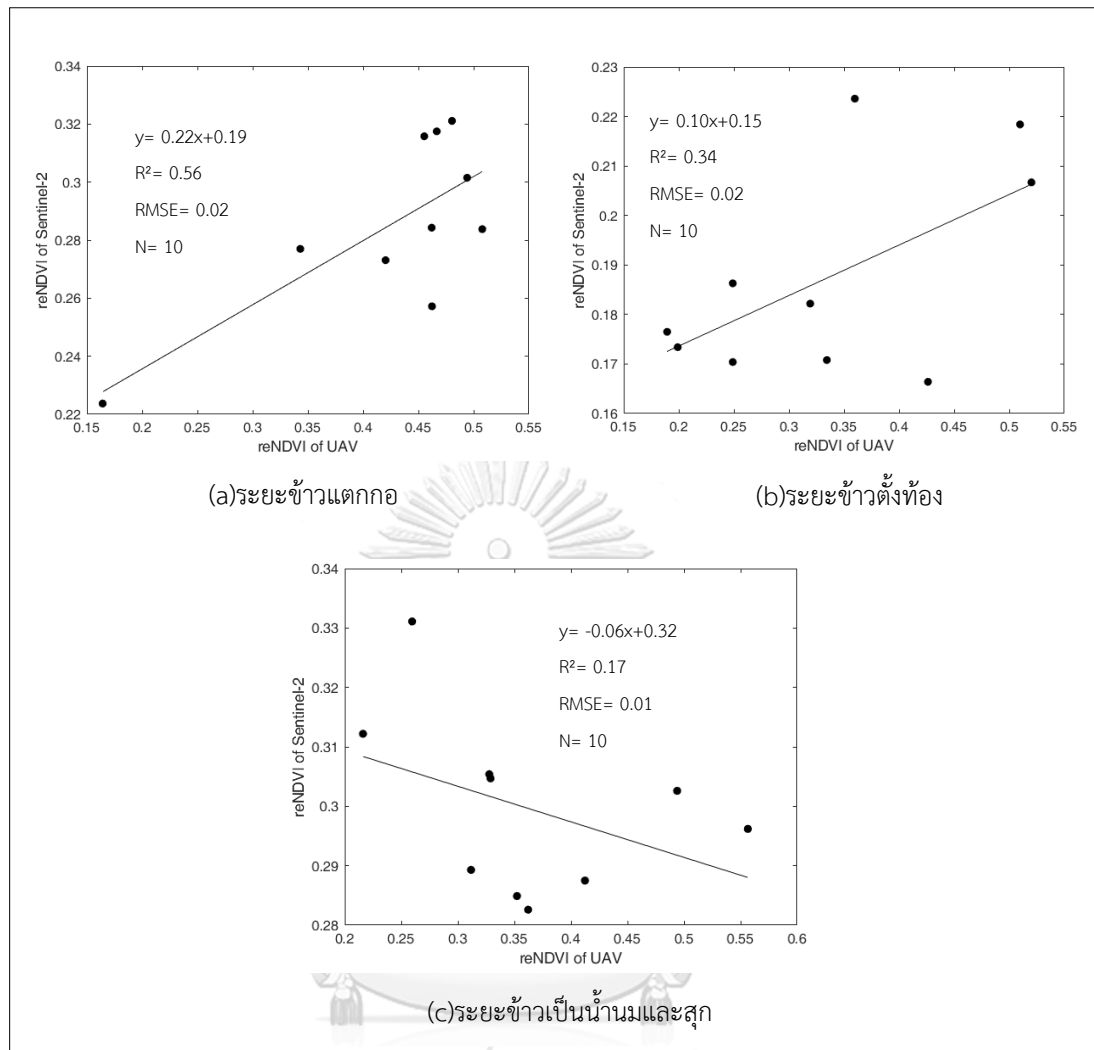 0.34
0.32
0.3
0.28
0.26
0.24
0.22
0.15
0.2
0.25
0.3
0.35
0.4
0.45
0.5
0.55
reNDVI of Sentinel-2
reNDVI of UAV
y= 0.22x+0.19
R²= 0.56
RMSE= 0.02
N= 10
(a)ระยะข้าวแตกกอ
0.23
0.22
0.21
0.2
0.19
0.18
0.17
0.16
0.15
0.2
0.25
0.3
0.35
0.4
0.45
0.5
0.55
reNDVI of Sentinel-2
reNDVI of UAV
y= 0.10x+0.15
R²= 0.34
RMSE= 0.02
N= 10
(b)ระยะข้าวตั้งท้อง
0.34
0.33
0.32
0.31
0.3
0.29
0.28
0.2
0.25
0.3
0.35
0.4
0.45
0.5
0.55
0.6
reNDVI of Sentinel-2
reNDVI of UAV
y= -0.06x+0.32
R²= 0.17
RMSE= 0.01
N= 10
(c)ระยะข้าวเป็นน้ำนมและสุก